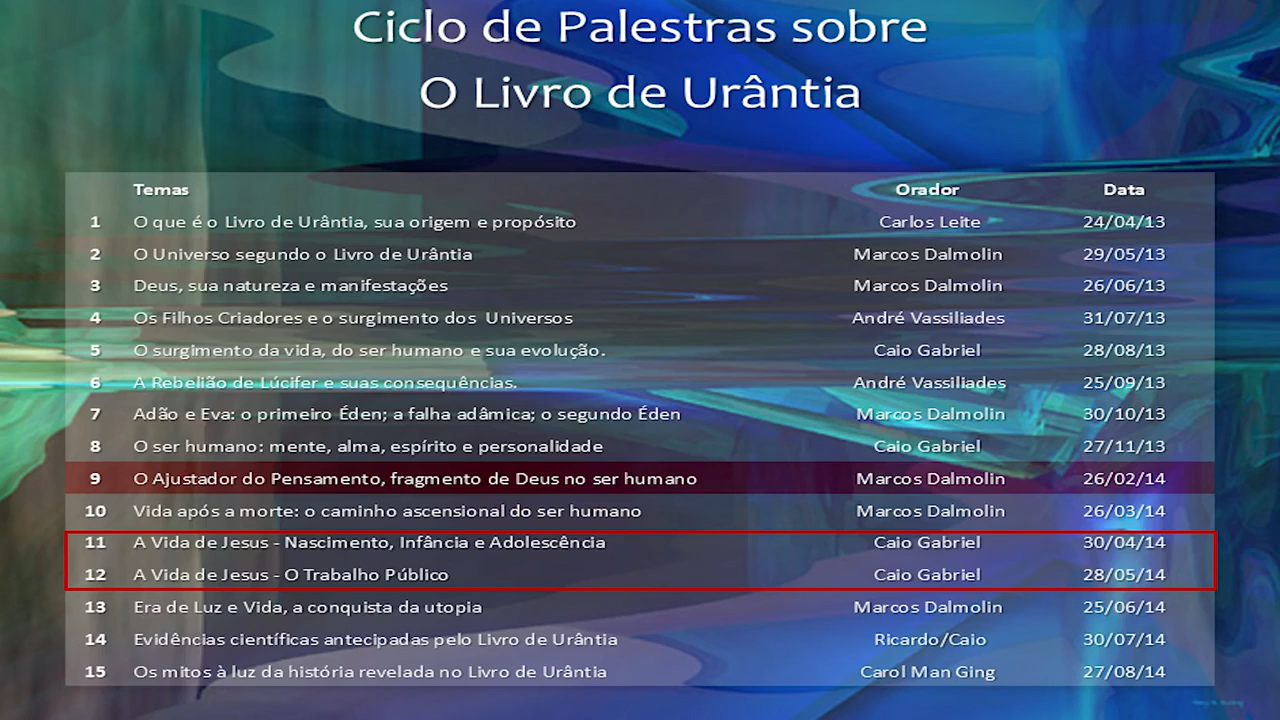 Ciclo de Palestras sobre
O Livro de Urântia
Temas Orador Data
1 O que é o Livro de Urântia, sua origem e propósito Carlos Leite 24/04/13
2 O Universo segundo o Livro de Urântia Marcos Dalmolin 29/05/13
3 Deus, sua natureza e manifestações Marcos Dalmolin 26/06/13
4 Os Filhos Criadores e o surgimento dos Universos André Vassiliades 31/07/13
5 O surgimento da vida, do ser humano e sua evolução. Caio Gabriel 28/08/13
6 A Rebelião de Lúcifer e suas consequências. André Vassiliades 25/09/13
7 Adão e Eva: o primeiro Éden; a falha adâmica; o segundo Éden Marcos Dalmolin 30/10/13
8 O ser humano: mente, alma, espírito e personalidade Caio Gabriel 27/11/13
9 O Ajustador do Pensamento, fragmento de Deus no ser humano Marcos Dalmolin 26/02/14
10 Vida após a morte: o caminho ascensional do ser humano Marcos Dalmolin 26/03/14
11 A Vida de Jesus - Nascimento, Infância e Adolescência Caio Gabriel 30/04/14
12 A Vida de Jesus - O Trabalho Público Caio Gabriel 28/05/14
13 Era de Luz e Vida, a conquista da utopia Marcos Dalmolin 25/06/14
14 Evidências científicas antecipadas pelo Livro de Urântia Ricardo/Caio 30/07/14
15 Os mitos à luz da história revelada no Livro de Urântia Carol Man Ging 27/08/14